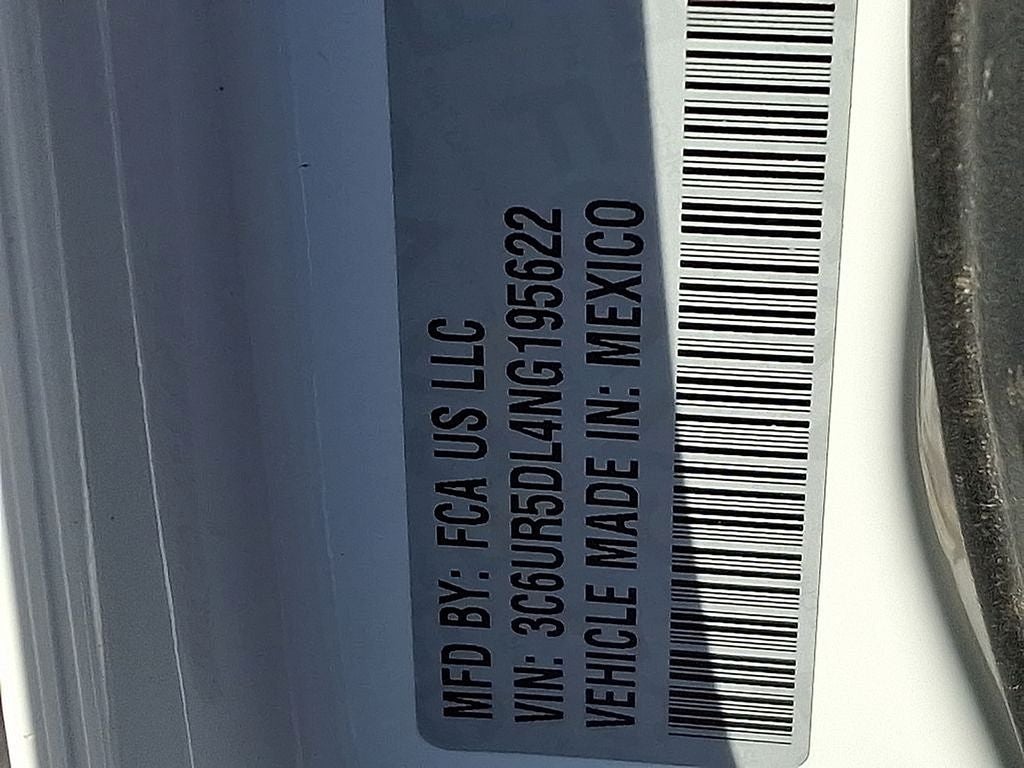 MFD BY: FCA US LLC
VIN: 3C6UR5DL4NG195622
VEHICLE MADE IN: MEXICO